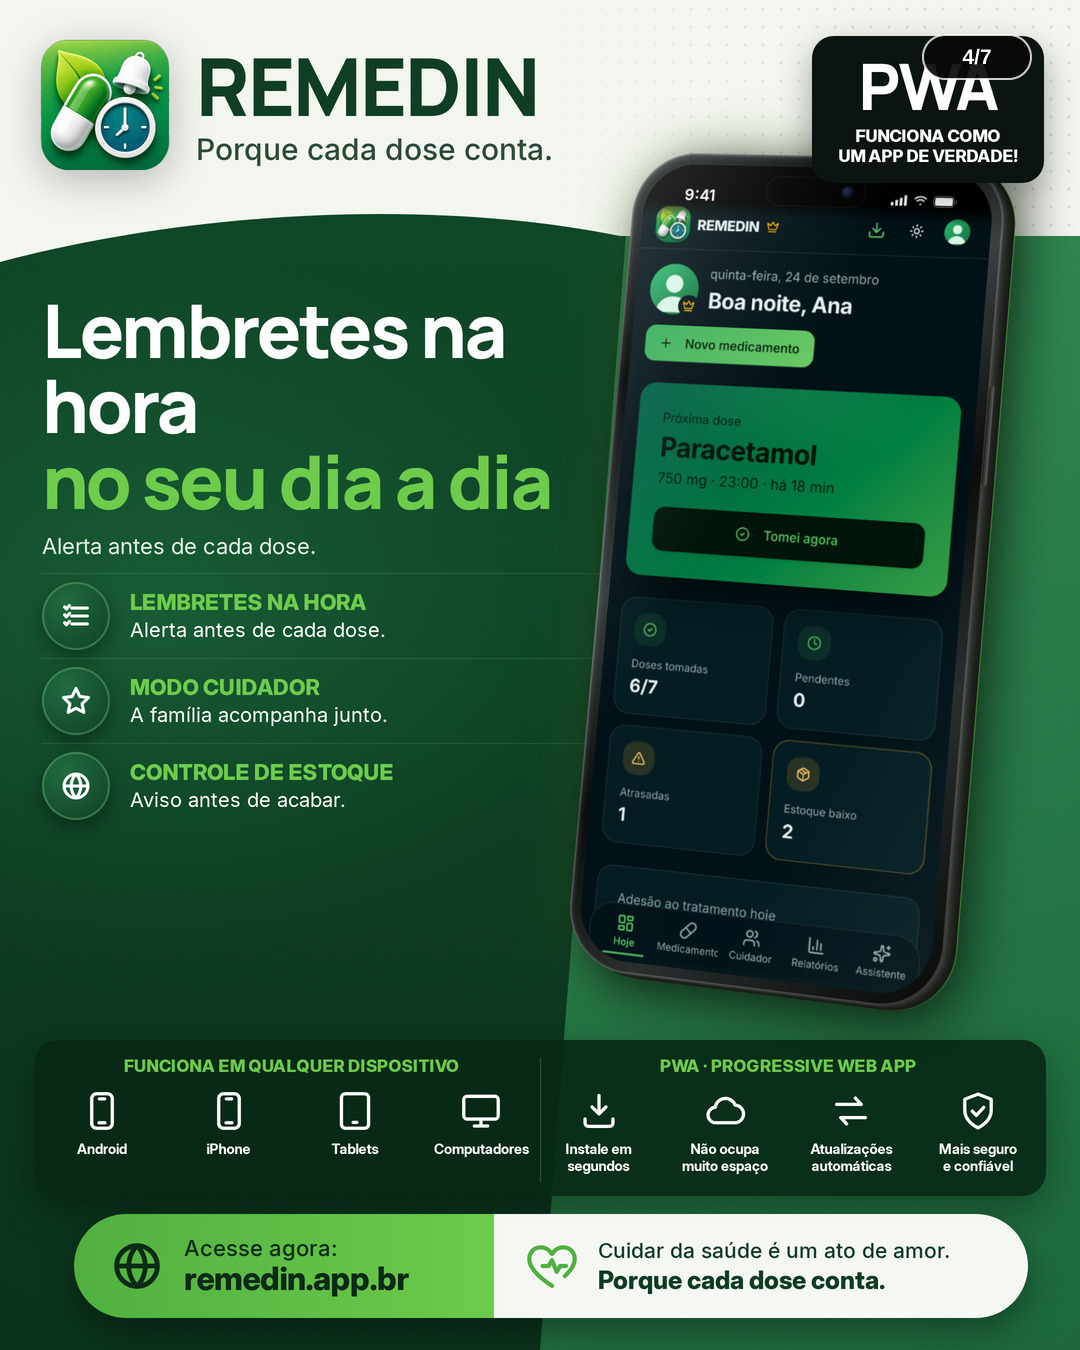 REMEDIN
Porque cada dose conta.
4/7
PWA
FUNCIONA COMO
UM APP DE VERDADE!
9:41
REMEDIN
quinta-feira, 24 de setembro
Boa noite, Ana
+ Novo medicamento
Próxima dose
Paracetamol
750 mg · 23:00 · há 18 min
Tomei agora
Doses tomadas
6/7
Pendentes
0
Atrasadas
1
Estoque baixo
2
Adesão ao tratamento hoje
Hoje
Medicamentc
Cuidador
Relatórios
Assistente
Lembretes na
hora
no seu dia a dia
Alerta antes de cada dose.
LEMBRETES NA HORA
Alerta antes de cada dose.
MODO CUIDADOR
A família acompanha junto.
CONTROLE DE ESTOQUE
Aviso antes de acabar.
FUNCIONA EM QUALQUER DISPOSITIVO
Android
iPhone
Tablets
Computadores
PWA · PROGRESSIVE WEB APP
Instale em
segundos
Não ocupa
muito espaço
Atualizações
automáticas
Mais seguro
e confiável
Acesse agora:
remedin.app.br
Cuidar da saúde é um ato de amor.
Porque cada dose conta.